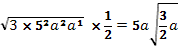 √(3 × 5²a²a¹) × 1/2 = 5a√(3/2 a)